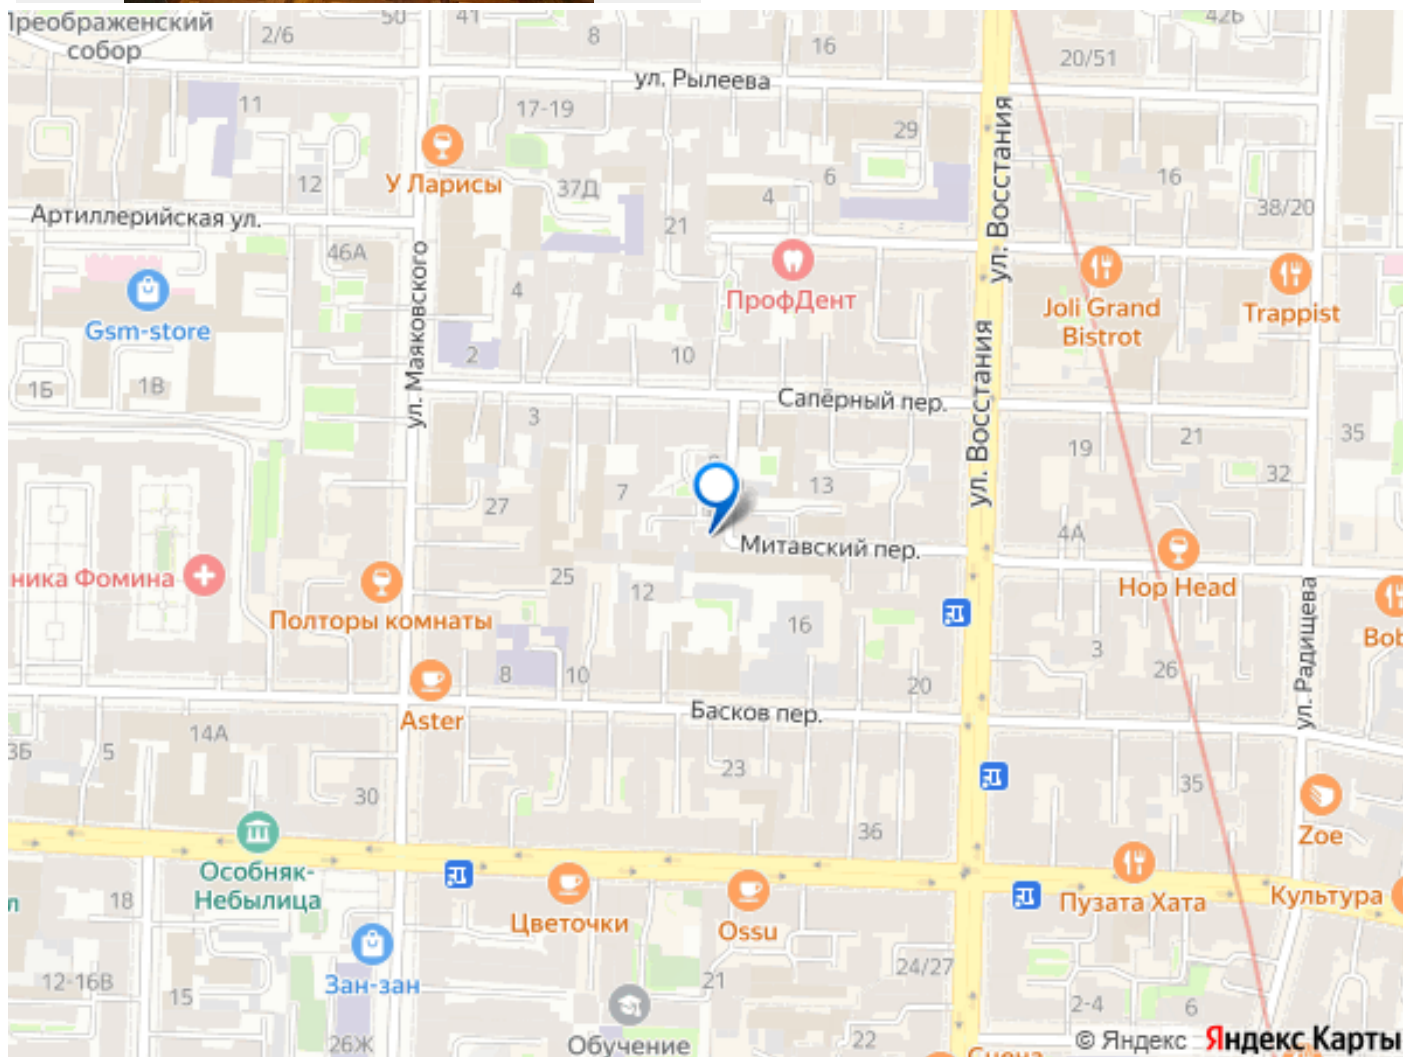 Преображенский
собор
2/6
50
41
8
16
42Б
20/51
ул. Рылеева
11
17-19
29
У Ларисы
12
37Д
4
6
16
38/20
Артиллерийская ул.
21
46А
ул. Восстания
ул. Маяковского
ПрофДент
Joli Grand
Bistrot
Trappist
Gsm-store
4
2
10
1Б
1В
Сапёрный пер.
ул. Восстания
3
19
21
35
32
7
13
27
Митавский пер.
4А
ника Фомина
25
12
Hop Head
Полторы комнаты
16
Bob
ул. Радищева
3
26
8
10
20
Aster
Басков пер.
14А
3Б
5
23
35
30
36
Zoe
Особняк-
Небылица
18
л
Цветочки
Ossu
Пузата Хата
Культура
Зан-зан
12-16В
15
21
24/27
2-4
6
26Ж
Обучение
22
Сцена
© Яндекс Яндекс Карты